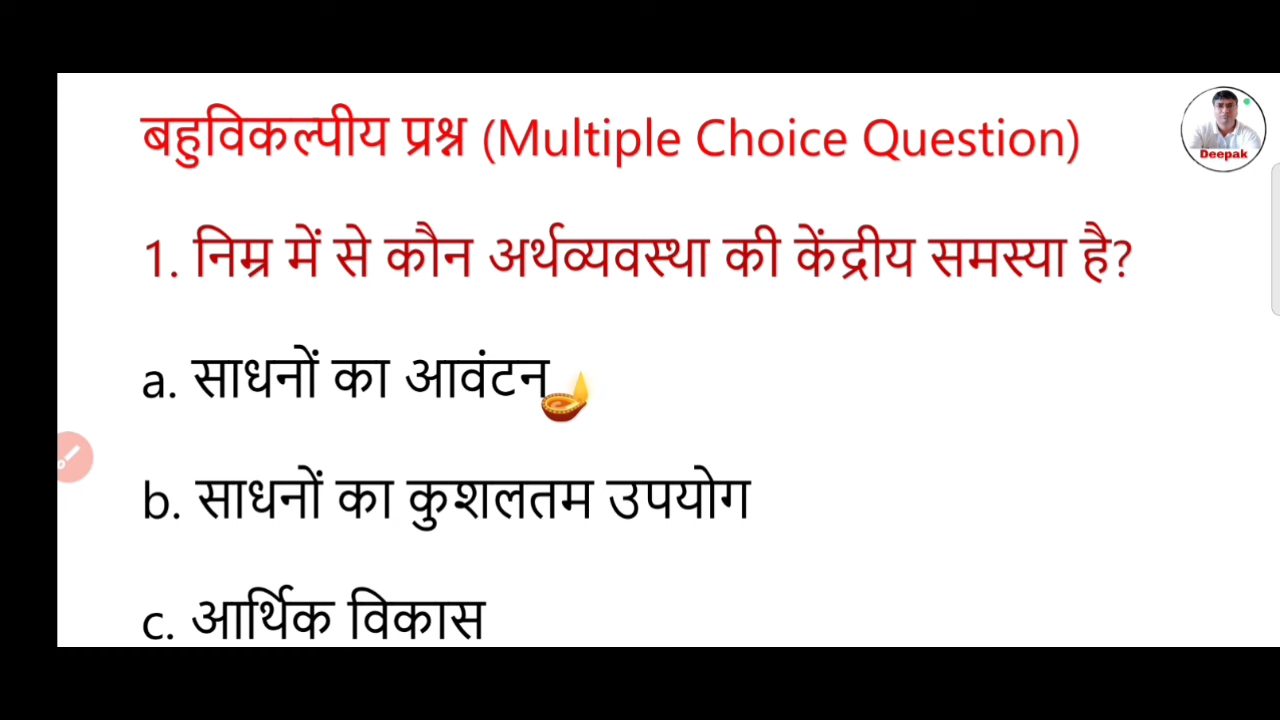 बहुविकल्पीय प्रश्न (Multiple Choice Question)
Deepak
1. निम्न में से कौन अर्थव्यवस्था की केंद्रीय समस्या है?
a. साधनों का आवंटन
b. साधनों का कुशलतम उपयोग
c. आर्थिक विकास